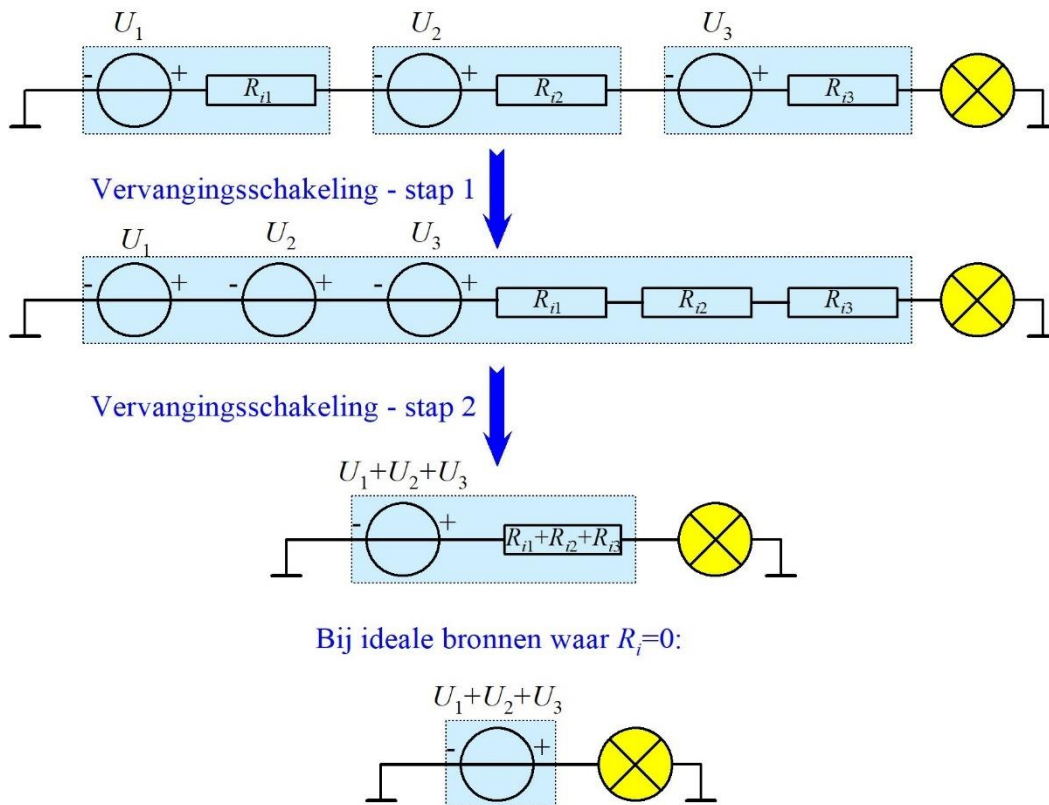 U₁ U₂ U₃
- + Rᵢ₁ - + Rᵢ₂ - + Rᵢ₃
Vervangingsschakeling - stap 1
U₁ U₂ U₃
- + - + - + Rᵢ₁ Rᵢ₂ Rᵢ₃
Vervangingsschakeling - stap 2
U₁+U₂+U₃
- + Rᵢ₁+Rᵢ₂+Rᵢ₃
Bij ideale bronnen waar Rᵢ=0:
U₁+U₂+U₃
- +